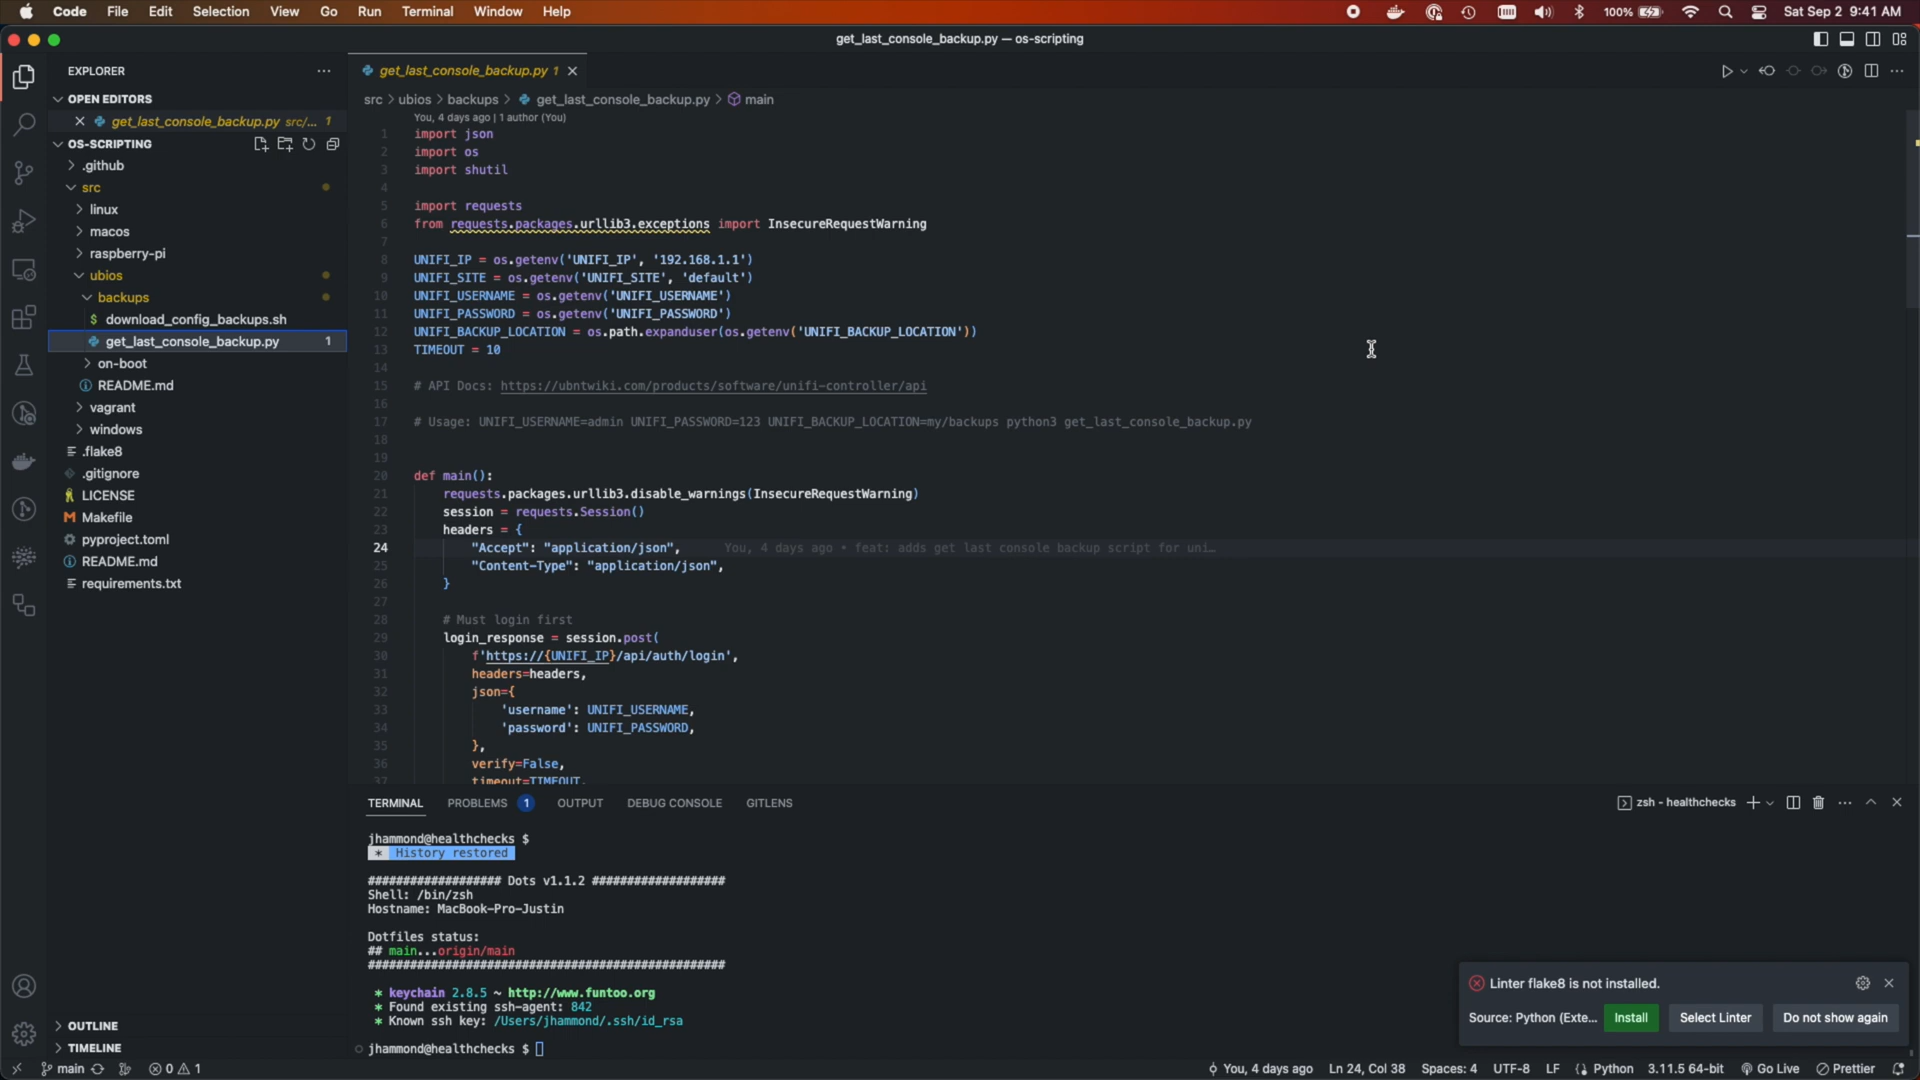 Code File Edit Selection View Go Run Terminal Window Help
100% Sat Sep 2 9:41 AM
get_last_console_backup.py — os-scripting
EXPLORER
get_last_console_backup.py 1
OPEN EDITORS
get_last_console_backup.py src/... 1
OS-SCRIPTING
.github
src
linux
macos
raspberry-pi
ubios
backups
$ download_config_backups.sh
get_last_console_backup.py 1
on-boot
README.md
vagrant
windows
.flake8
.gitignore
LICENSE
Makefile
pyproject.toml
README.md
requirements.txt
OUTLINE
TIMELINE
src > ubios > backups > get_last_console_backup.py > main
You, 4 days ago | 1 author (You)
1 import json
2 import os
3 import shutil
4
5 import requests
6 from requests.packages.urllib3.exceptions import InsecureRequestWarning
7
8 UNIFI_IP = os.getenv('UNIFI_IP', '192.168.1.1')
9 UNIFI_SITE = os.getenv('UNIFI_SITE', 'default')
10 UNIFI_USERNAME = os.getenv('UNIFI_USERNAME')
11 UNIFI_PASSWORD = os.getenv('UNIFI_PASSWORD')
12 UNIFI_BACKUP_LOCATION = os.path.expanduser(os.getenv('UNIFI_BACKUP_LOCATION'))
13 TIMEOUT = 10
14
15 # API Docs: https://ubntwiki.com/products/software/unifi-controller/api
16
17 # Usage: UNIFI_USERNAME=admin UNIFI_PASSWORD=123 UNIFI_BACKUP_LOCATION=my/backups python3 get_last_console_backup.py
18
19
20 def main():
21 requests.packages.urllib3.disable_warnings(InsecureRequestWarning)
22 session = requests.Session()
23 headers = {
24 "Accept": "application/json", You, 4 days ago • feat: adds get last console backup script for uni…
25 "Content-Type": "application/json",
26 }
27
28 # Must login first
29 login_response = session.post(
30 f'https://{UNIFI_IP}/api/auth/login',
31 headers=headers,
32 json={
33 'username': UNIFI_USERNAME,
34 'password': UNIFI_PASSWORD,
35 },
36 verify=False,
37 timeout=TIMEOUT,
TERMINAL PROBLEMS 1 OUTPUT DEBUG CONSOLE GITLENS
zsh - healthchecks
jhammond@healthchecks $
* History restored
################### Dots v1.1.2 ###################
Shell: /bin/zsh
Hostname: MacBook-Pro-Justin
Dotfiles status:
## main...origin/main
###################################################
* keychain 2.8.5 ~ http://www.funtoo.org
* Found existing ssh-agent: 842
* Known ssh key: /Users/jhammond/.ssh/id_rsa
jhammond@healthchecks $
Linter flake8 is not installed.
Source: Python (Exte... Install Select Linter Do not show again
main 0 1
You, 4 days ago Ln 24, Col 38 Spaces: 4 UTF-8 LF Python 3.11.5 64-bit Go Live Prettier